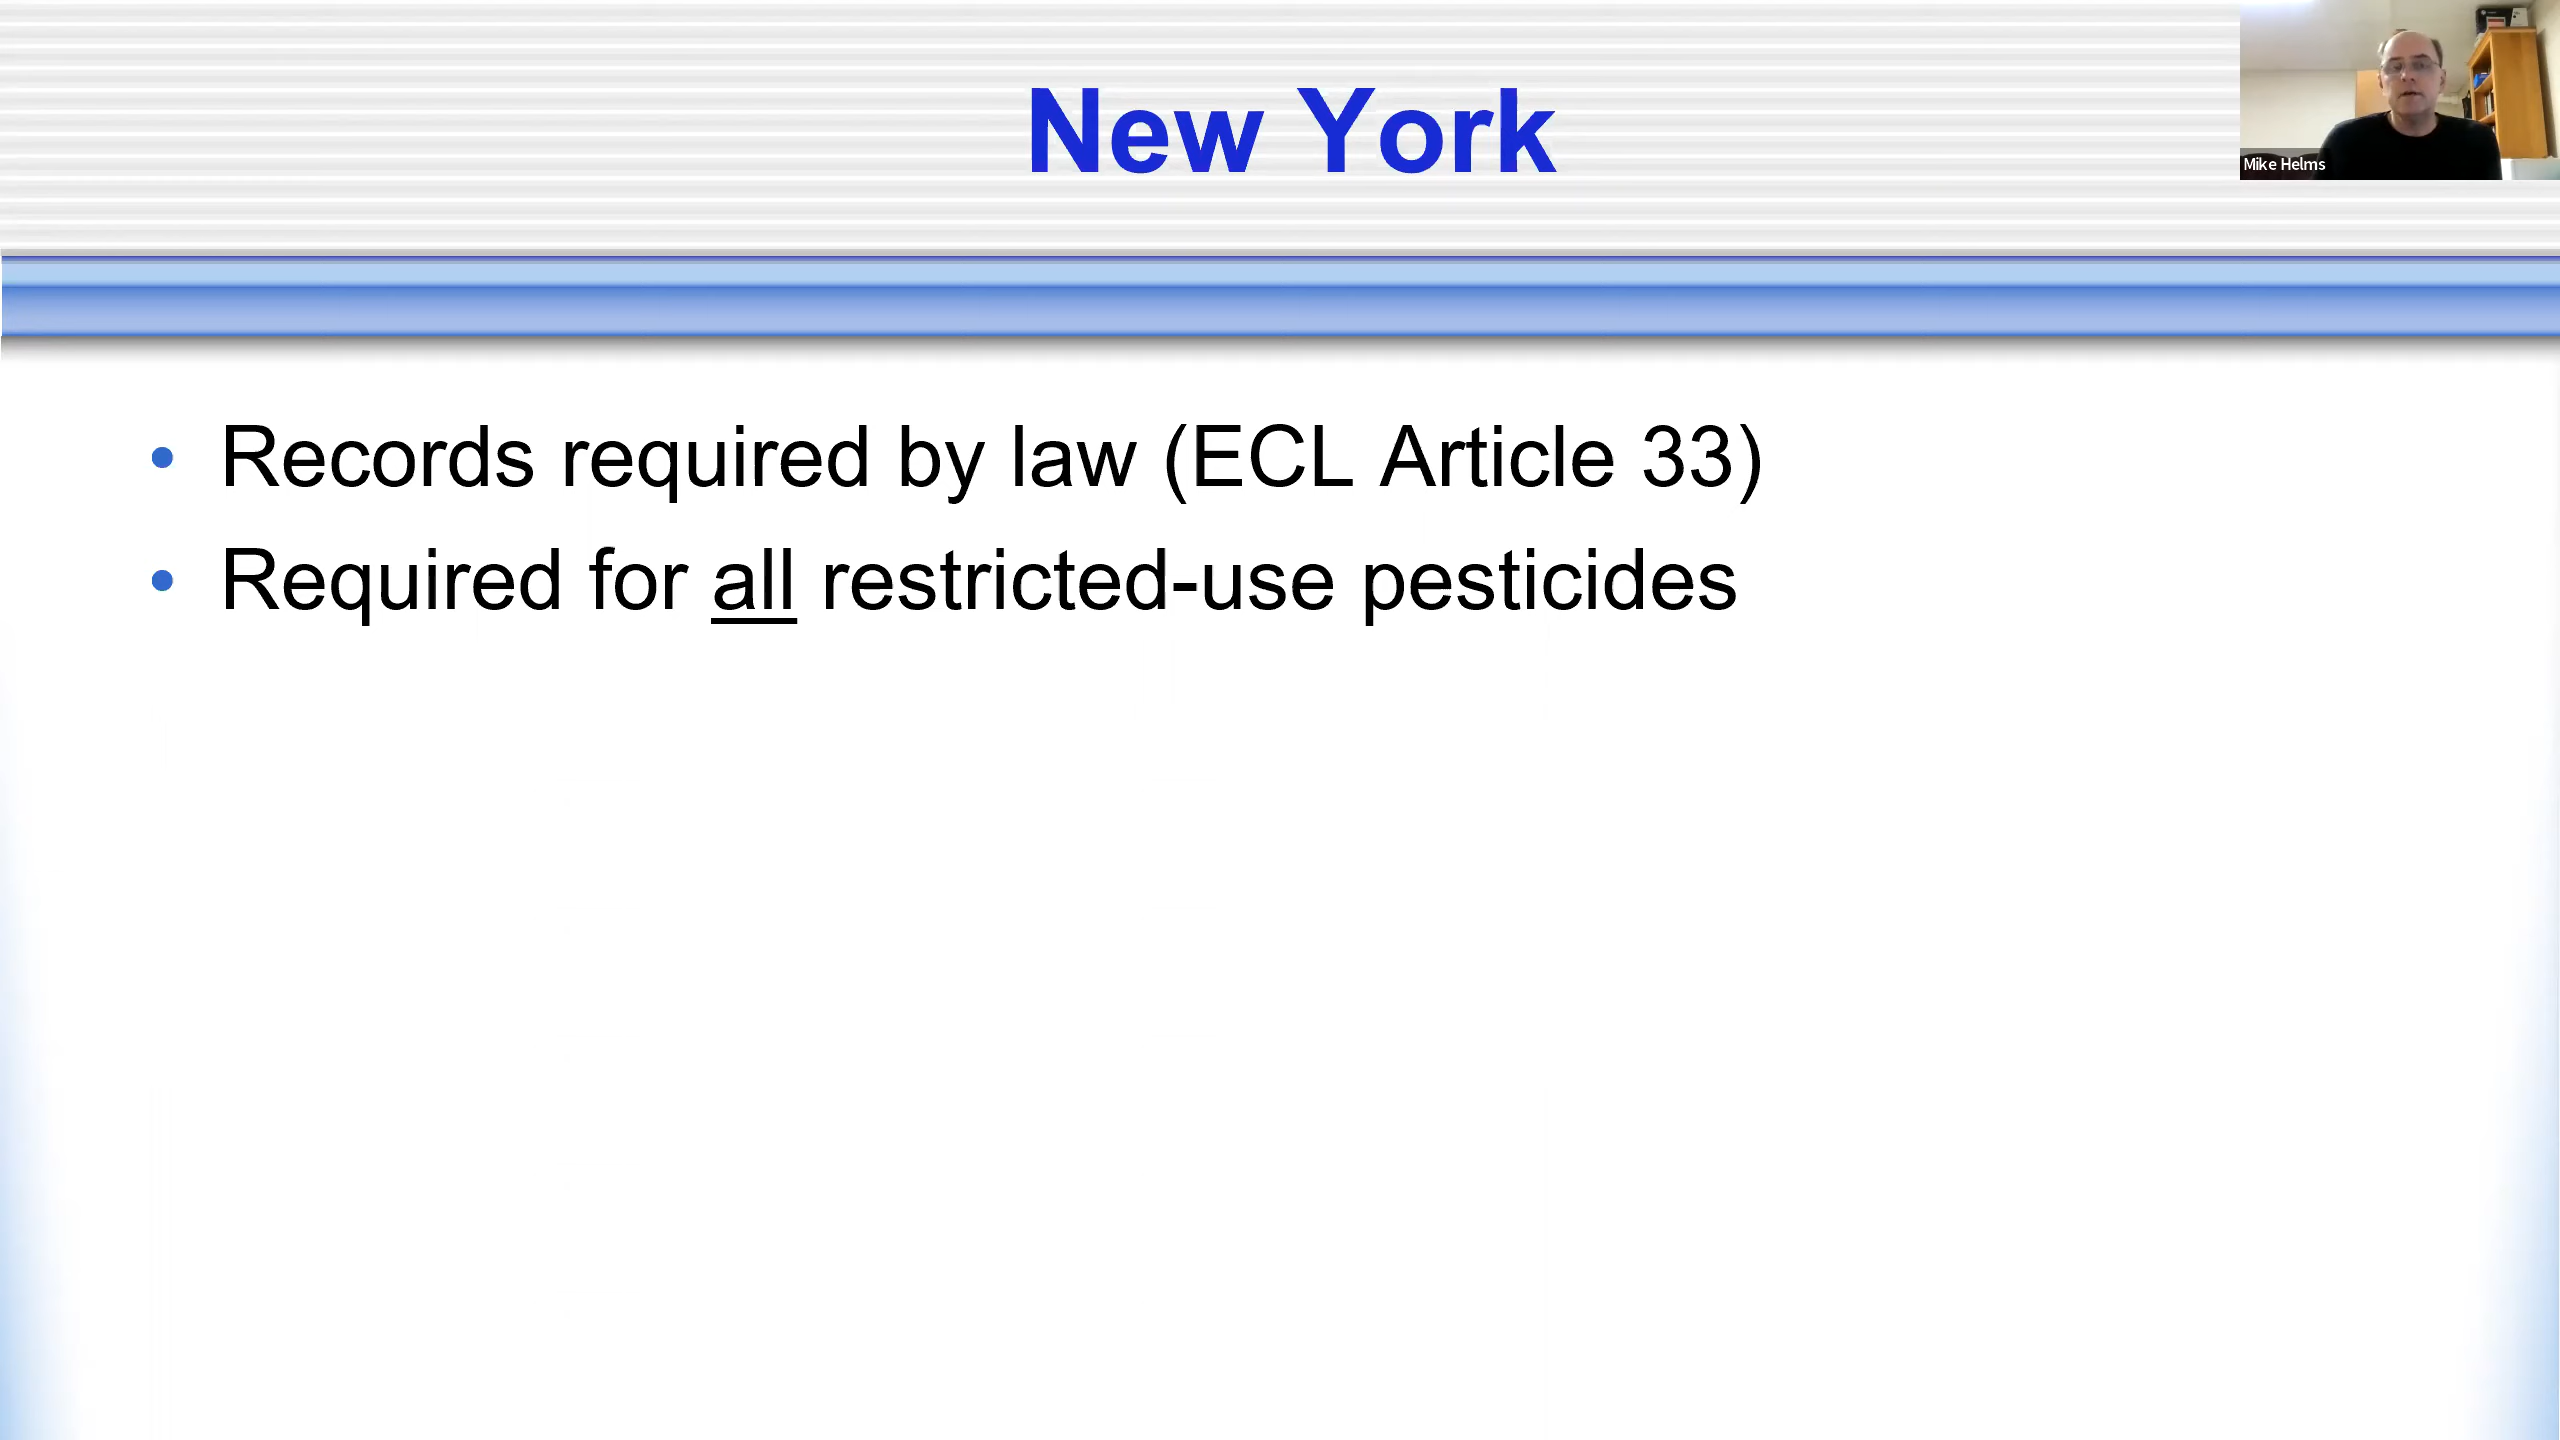 New York
Mike Helms
• Records required by law (ECL Article 33)
• Required for all restricted-use pesticides